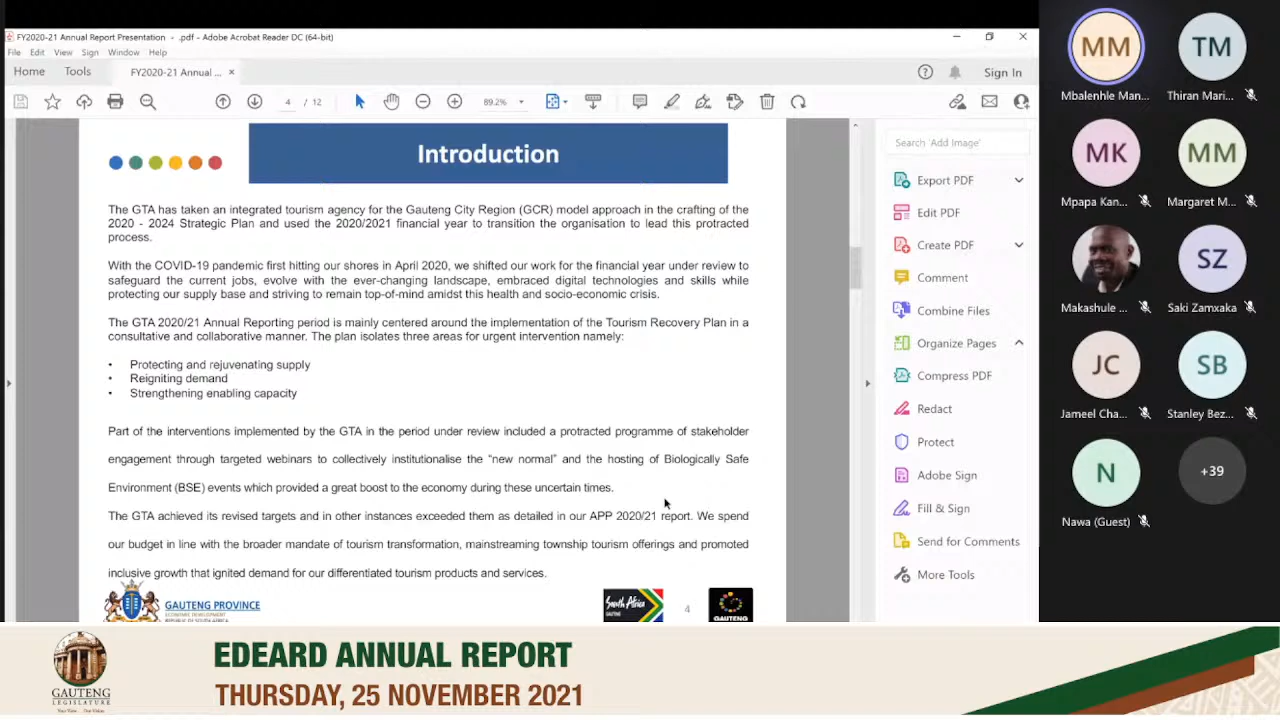 FY2020-21 Annual Report Presentation - .pdf - Adobe Acrobat Reader DC (64-bit)
File Edit View Sign Window Help
Home Tools FY2020-21 Annual ... × Sign In
4 / 12 89.2%
Introduction
The GTA has taken an integrated tourism agency for the Gauteng City Region (GCR) model approach in the crafting of the
2020 - 2024 Strategic Plan and used the 2020/2021 financial year to transition the organisation to lead this protracted
process.
With the COVID-19 pandemic first hitting our shores in April 2020, we shifted our work for the financial year under review to
safeguard the current jobs, evolve with the ever-changing landscape, embraced digital technologies and skills while
protecting our supply base and striving to remain top-of-mind amidst this health and socio-economic crisis.
The GTA 2020/21 Annual Reporting period is mainly centered around the implementation of the Tourism Recovery Plan in a
consultative and collaborative manner. The plan isolates three areas for urgent intervention namely:
• Protecting and rejuvenating supply
• Reigniting demand
• Strengthening enabling capacity
Part of the interventions implemented by the GTA in the period under review included a protracted programme of stakeholder
engagement through targeted webinars to collectively institutionalise the “new normal” and the hosting of Biologically Safe
Environment (BSE) events which provided a great boost to the economy during these uncertain times.
The GTA achieved its revised targets and in other instances exceeded them as detailed in our APP 2020/21 report. We spend
our budget in line with the broader mandate of tourism transformation, mainstreaming township tourism offerings and promoted
inclusive growth that ignited demand for our differentiated tourism products and services.
GAUTENG PROVINCE
ECONOMIC DEVELOPMENT
REPUBLIC OF SOUTH AFRICA
South Africa
GAUTENG
4
GAUTENG
Search 'Add Image'
Export PDF
Edit PDF
Create PDF
Comment
Combine Files
Organize Pages
Compress PDF
Redact
Protect
Adobe Sign
Fill & Sign
Send for Comments
More Tools
MM TM
Mbalenhle Man... Thiran Mari...
MK MM
Mpapa Kan... Margaret M...
SZ
Makashule ... Saki Zamxaka
JC SB
Jameel Cha... Stanley Bez...
N +39
Nawa (Guest)
GAUTENG
LEGISLATURE
Your View Our Vision
EDEARD ANNUAL REPORT
THURSDAY, 25 NOVEMBER 2021